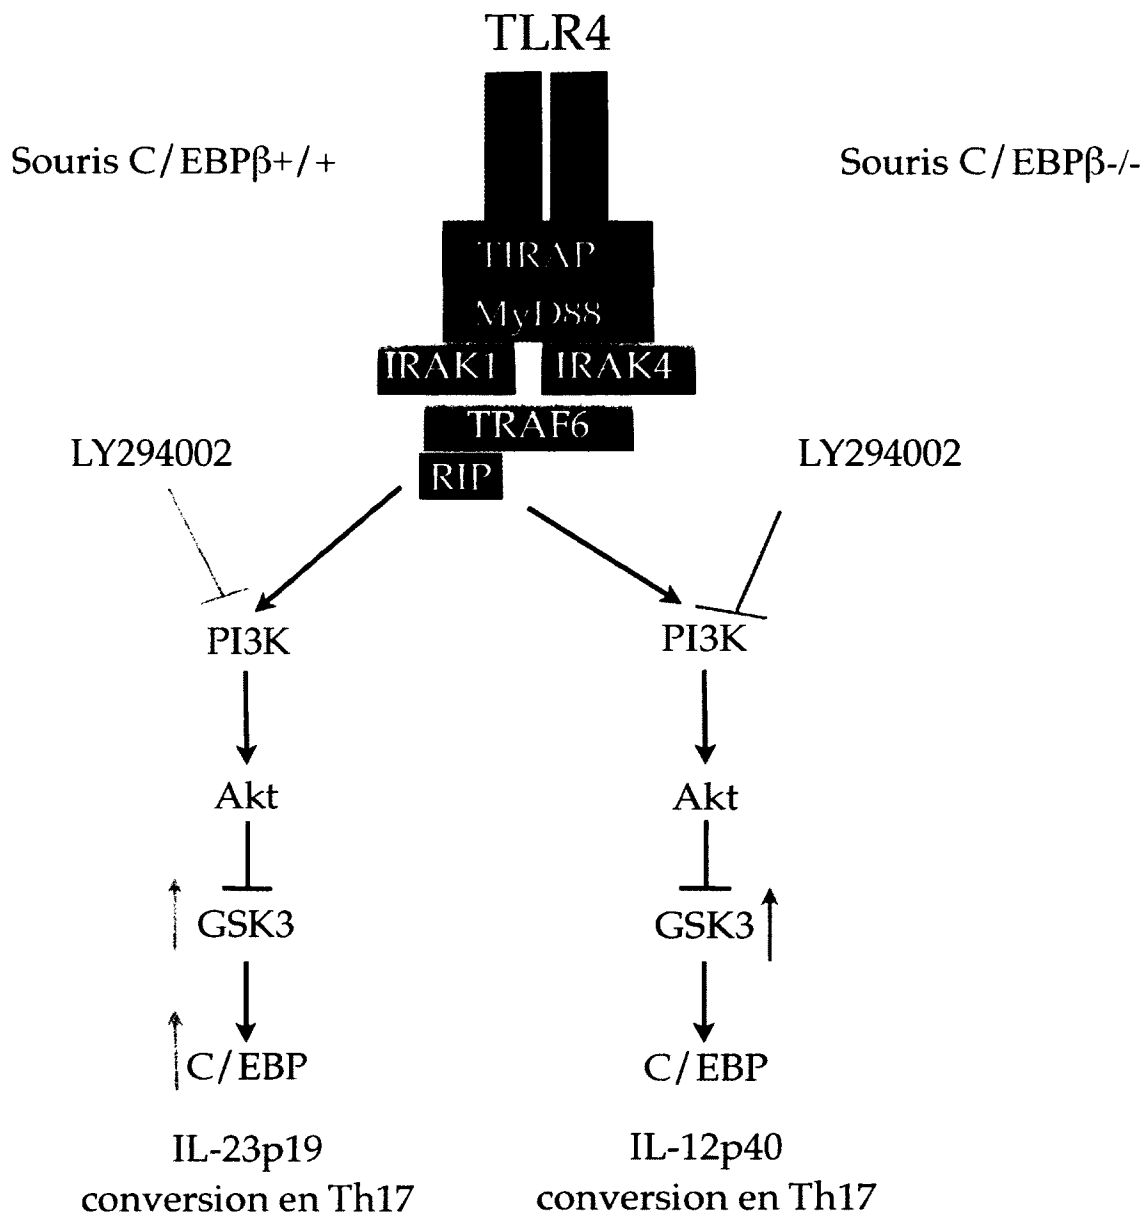 TLR4
Souris C/EBPβ+/+
Souris C/EBPβ-/-
TIRAP
MyD88
IRAK1
IRAK4
TRAF6
RIP
LY294002
LY294002
PI3K
PI3K
Akt
Akt
GSK3
GSK3
C/EBP
C/EBP
IL-23p19
conversion en Th17
IL-12p40
conversion en Th17